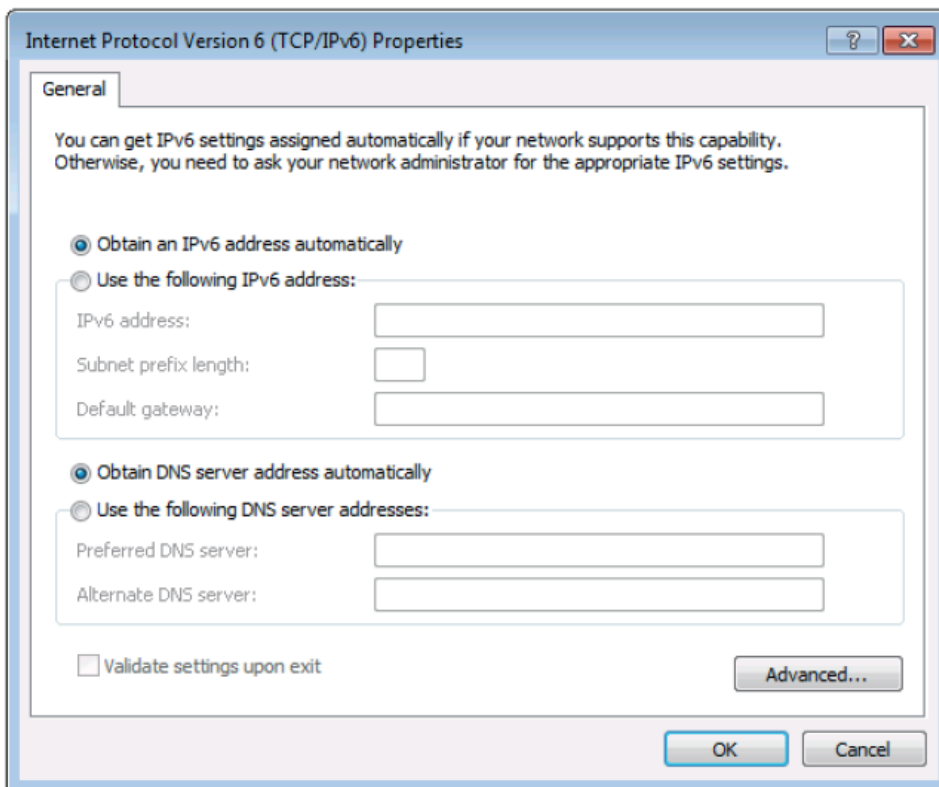 Internet Protocol Version 6 (TCP/IPv6) Properties
General
You can get IPv6 settings assigned automatically if your network supports this capability.
Otherwise, you need to ask your network administrator for the appropriate IPv6 settings.
Obtain an IPv6 address automatically
Use the following IPv6 address:
IPv6 address:
Subnet prefix length:
Default gateway:
Obtain DNS server address automatically
Use the following DNS server addresses:
Preferred DNS server:
Alternate DNS server:
Validate settings upon exit
Advanced...
OK
Cancel